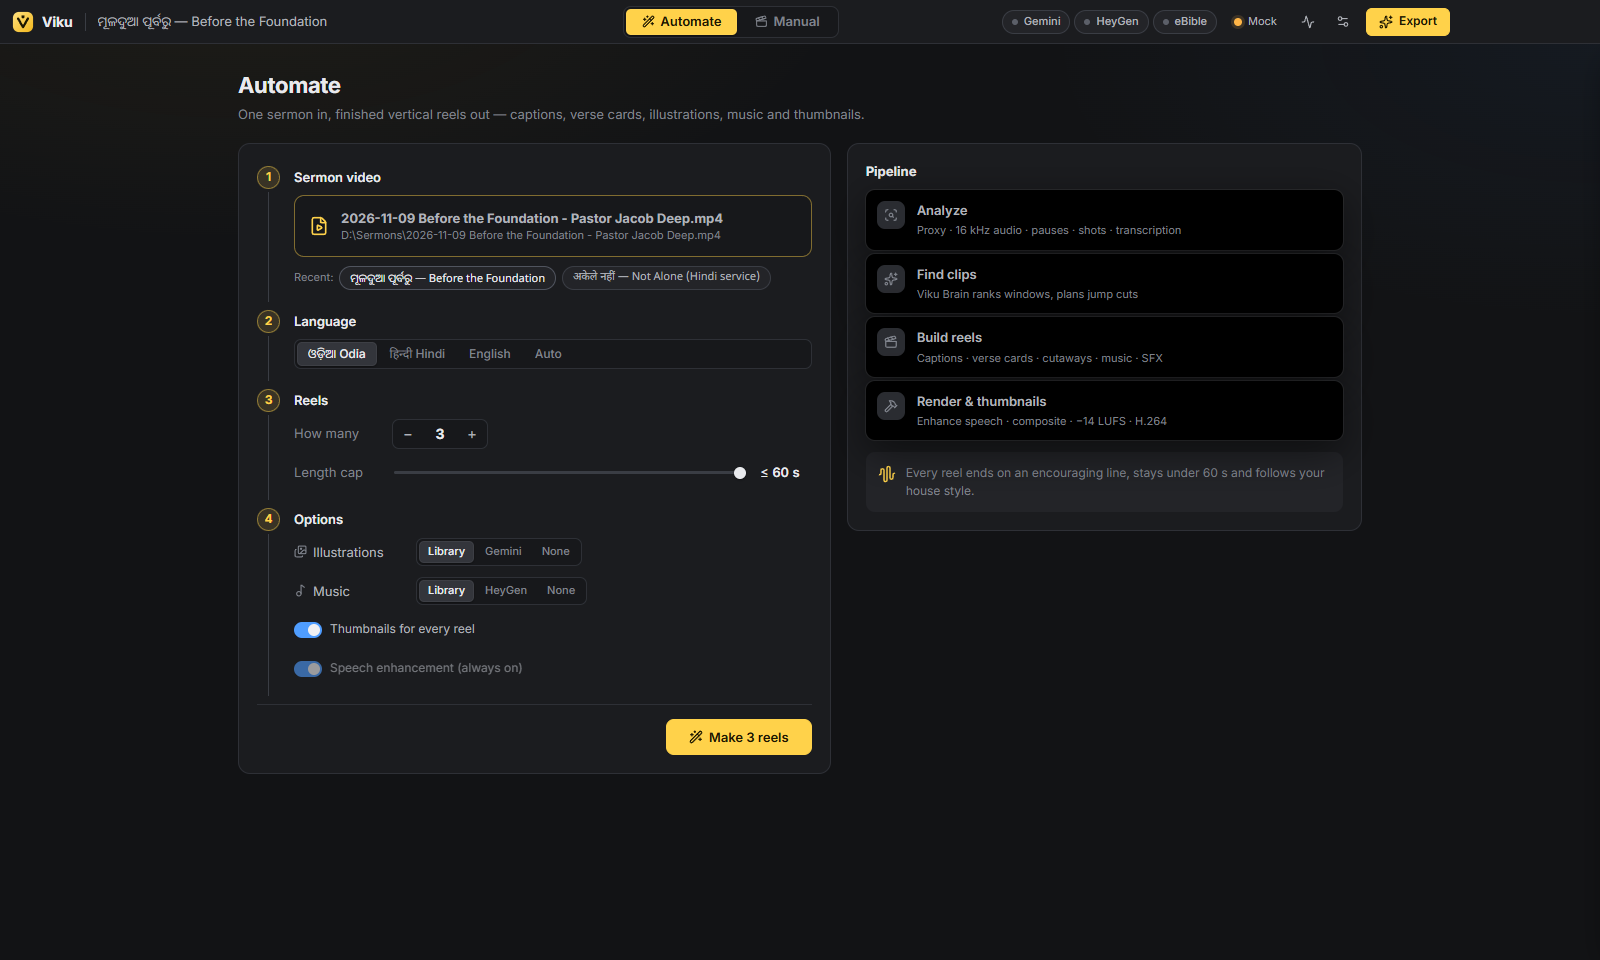 Viku
ମୂଳଦୁଆ ପୂର୍ବରୁ — Before the Foundation
Automate
Manual
Gemini
HeyGen
eBible
Mock
Export
Automate
One sermon in, finished vertical reels out — captions, verse cards, illustrations, music and thumbnails.
1
Sermon video
2026-11-09 Before the Foundation - Pastor Jacob Deep.mp4
D:\Sermons\2026-11-09 Before the Foundation - Pastor Jacob Deep.mp4
Recent:
ମୂଳଦୁଆ ପୂର୍ବରୁ — Before the Foundation
अकेले नहीं — Not Alone (Hindi service)
2
Language
ଓଡ଼ିଆ Odia
हिन्दी Hindi
English
Auto
3
Reels
How many
− 3 +
Length cap
≤ 60 s
4
Options
Illustrations
Library
Gemini
None
Music
Library
HeyGen
None
Thumbnails for every reel
Speech enhancement (always on)
Make 3 reels
Pipeline
Analyze
Proxy · 16 kHz audio · pauses · shots · transcription
Find clips
Viku Brain ranks windows, plans jump cuts
Build reels
Captions · verse cards · cutaways · music · SFX
Render & thumbnails
Enhance speech · composite · −14 LUFS · H.264
Every reel ends on an encouraging line, stays under 60 s and follows your
house style.